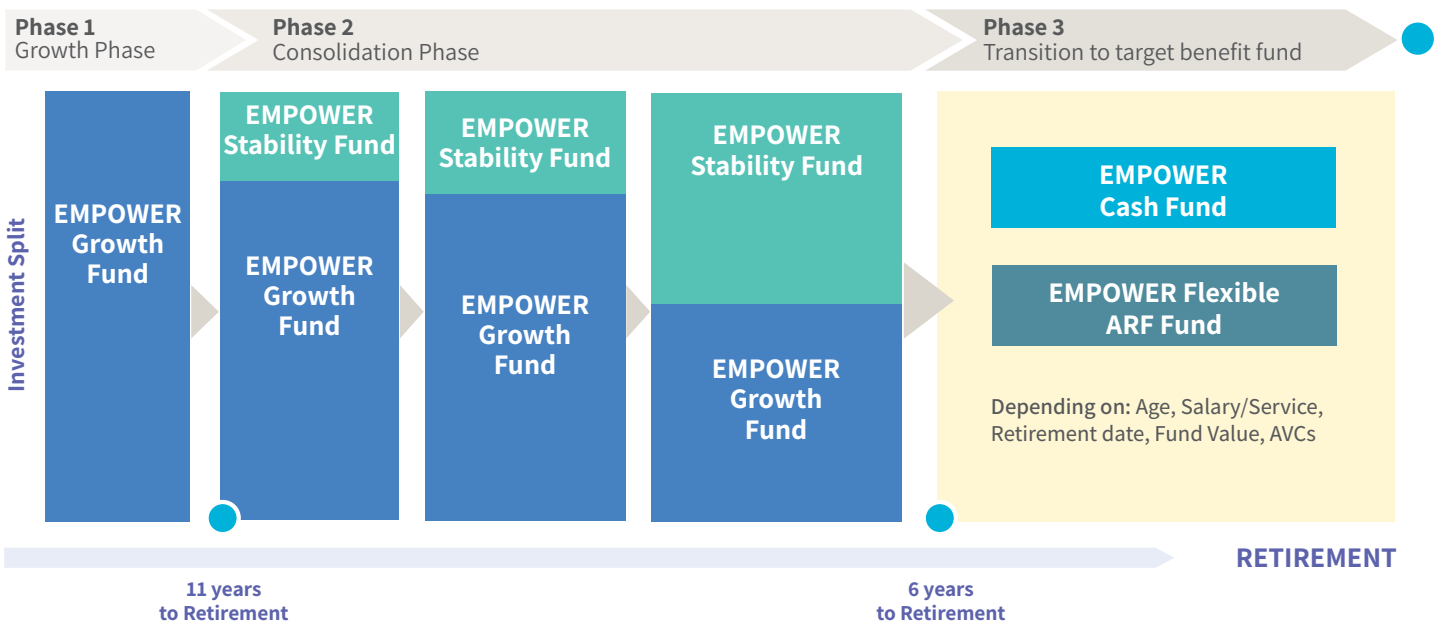 Phase 1
Growth Phase
Phase 2
Consolidation Phase
Phase 3
Transition to target benefit fund
Investment Split
EMPOWER
Growth
Fund
EMPOWER
Stability Fund
EMPOWER
Growth
Fund
EMPOWER
Stability Fund
EMPOWER
Growth
Fund
EMPOWER
Stability Fund
EMPOWER
Growth
Fund
EMPOWER
Cash Fund
EMPOWER Flexible
ARF Fund
Depending on: Age, Salary/Service,
Retirement date, Fund Value, AVCs
RETIREMENT
11 years
to Retirement
6 years
to Retirement